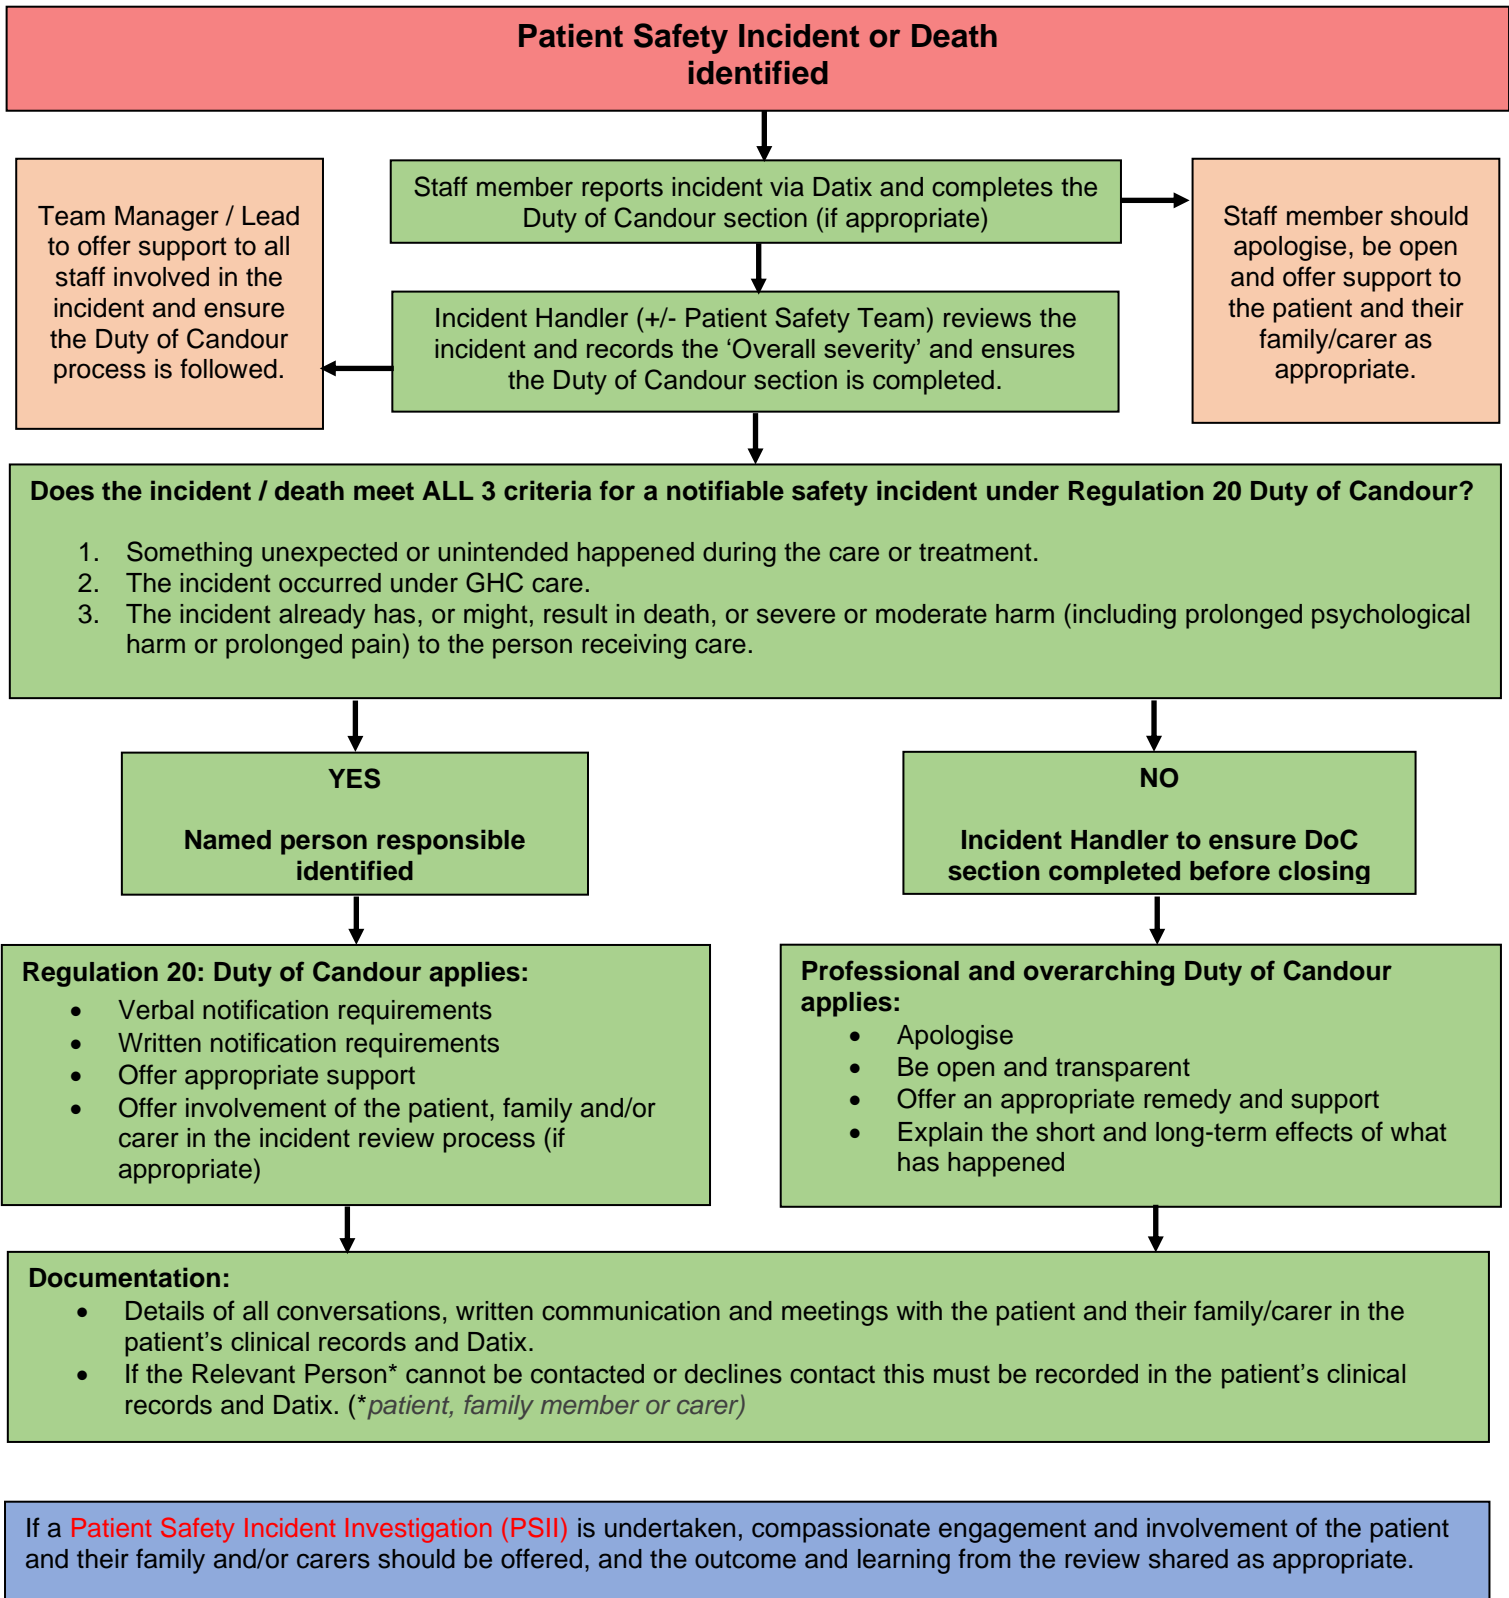 Patient Safety Incident or Death
identified
Staff member reports incident via Datix and completes the
Duty of Candour section (if appropriate)
Team Manager / Lead
to offer support to all
staff involved in the
incident and ensure
the Duty of Candour
process is followed.
Staff member should
apologise, be open
and offer support to
the patient and their
family/carer as
appropriate.
Incident Handler (+/- Patient Safety Team) reviews the
incident and records the ‘Overall severity’ and ensures
the Duty of Candour section is completed.
Does the incident / death meet ALL 3 criteria for a notifiable safety incident under Regulation 20 Duty of Candour?
1. Something unexpected or unintended happened during the care or treatment.
2. The incident occurred under GHC care.
3. The incident already has, or might, result in death, or severe or moderate harm (including prolonged psychological
harm or prolonged pain) to the person receiving care.
YES
Named person responsible
identified
NO
Incident Handler to ensure DoC
section completed before closing
Regulation 20: Duty of Candour applies:
• Verbal notification requirements
• Written notification requirements
• Offer appropriate support
• Offer involvement of the patient, family and/or
carer in the incident review process (if
appropriate)
Professional and overarching Duty of Candour
applies:
• Apologise
• Be open and transparent
• Offer an appropriate remedy and support
• Explain the short and long-term effects of what
has happened
Documentation:
• Details of all conversations, written communication and meetings with the patient and their family/carer in the
patient’s clinical records and Datix.
• If the Relevant Person* cannot be contacted or declines contact this must be recorded in the patient’s clinical
records and Datix. (*patient, family member or carer)
If a Patient Safety Incident Investigation (PSII) is undertaken, compassionate engagement and involvement of the patient
and their family and/or carers should be offered, and the outcome and learning from the review shared as appropriate.